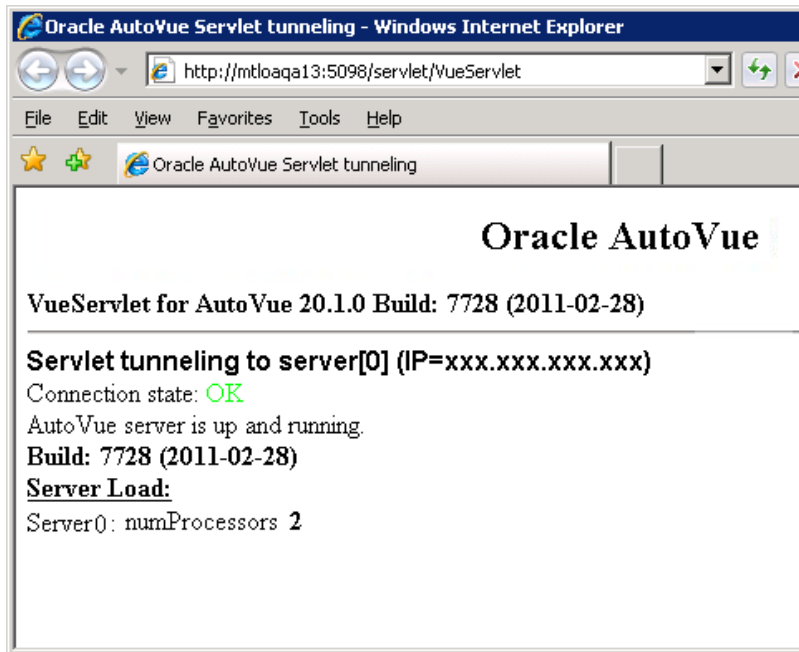 Oracle AutoVue Servlet tunneling - Windows Internet Explorer
http://mtloaqa13:5098/servlet/VueServlet
File Edit View Favorites Tools Help
Oracle AutoVue Servlet tunneling
Oracle AutoVue
VueServlet for AutoVue 20.1.0 Build: 7728 (2011-02-28)
Servlet tunneling to server[0] (IP=xxx.xxx.xxx.xxx)
Connection state: OK
AutoVue server is up and running.
Build: 7728 (2011-02-28)
Server Load:
Server0: numProcessors 2